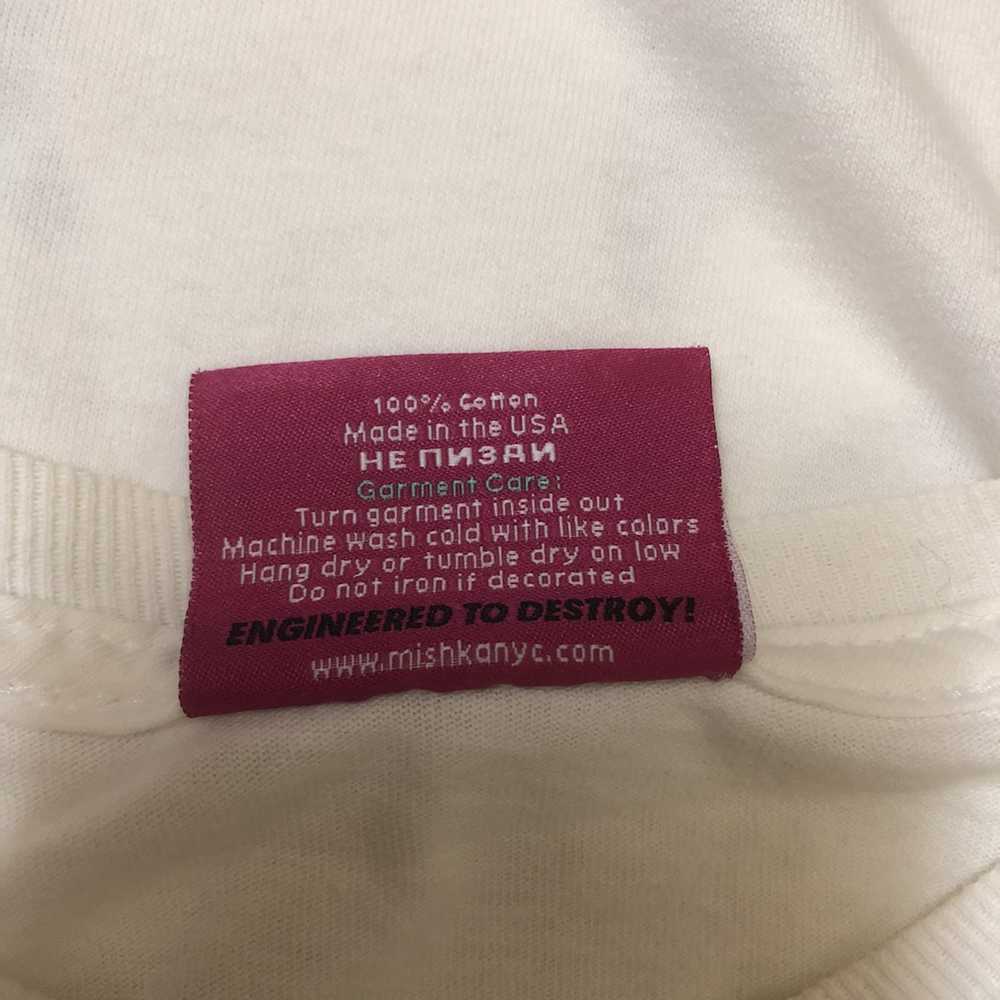 100% Cotton
Made in the USA
НЕ ПИЗДИ
Garment Care:
Turn garment inside out
Machine wash cold with like colors
Hang dry or tumble dry on low
Do not iron if decorated
ENGINEERED TO DESTROY!
www.mishkanyc.com